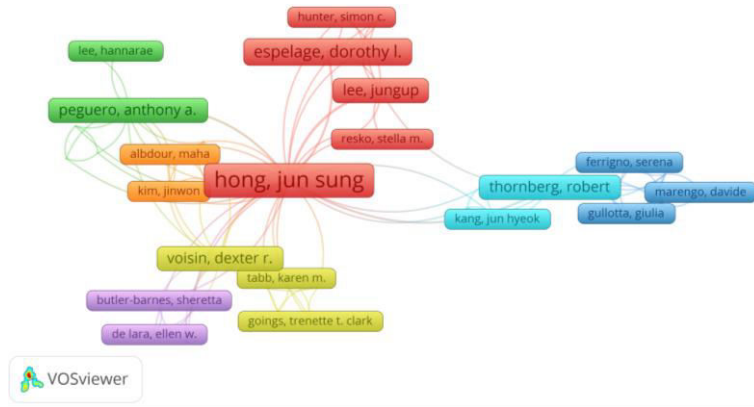 hunter, simon c.
lee, hannarae
espelage, dorothy l.
lee, jungup
peguero, anthony a.
resko, stella m.
albdour, maha
ferrigno, serena
hong, jun sung
thornberg, robert
marengo, davide
kim, jinwon
gullotta, giulia
kang, jun hyeok
voisin, dexter r.
tabb, karen m.
butler-barnes, sheretta
goings, trenette t. clark
de lara, ellen w.
VOSviewer